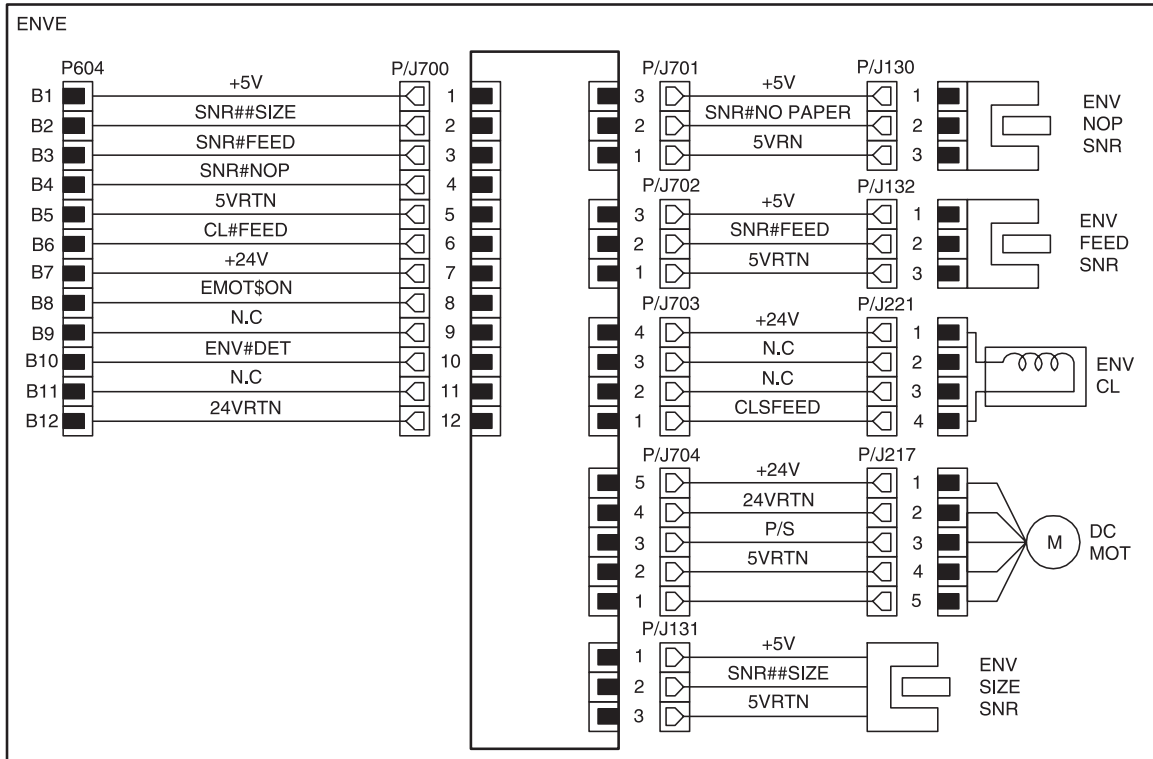 ENVE
P604 P/J700
B1 +5V 1
B2 SNR##SIZE 2
B3 SNR#FEED 3
B4 SNR#NOP 4
B5 5VRTN 5
B6 CL#FEED 6
B7 +24V 7
B8 EMOT$ON 8
B9 N.C 9
B10 ENV#DET 10
B11 N.C 11
B12 24VRTN 12
P/J701 P/J130
3 +5V 1
2 SNR#NO PAPER 2
1 5VRN 3
ENV
NOP
SNR
P/J702 P/J132
3 +5V 1
2 SNR#FEED 2
1 5VRTN 3
ENV
FEED
SNR
P/J703 P/J221
4 +24V 1
3 N.C 2
2 N.C 3
1 CLSFEED 4
ENV
CL
P/J704 P/J217
5 +24V 1
4 24VRTN 2
3 P/S 3
2 5VRTN 4
1 5
M
DC
MOT
P/J131
1 +5V
2 SNR##SIZE
3 5VRTN
ENV
SIZE
SNR